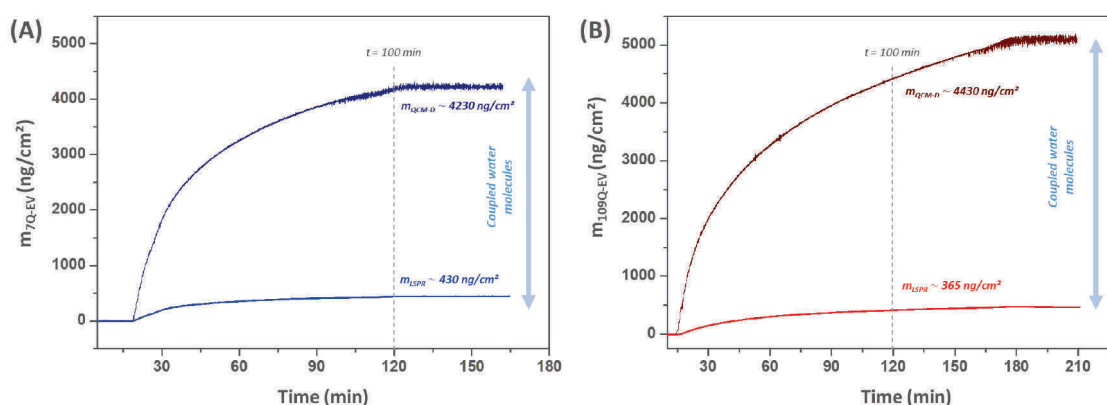 (A)
m7Q-EV (ng/cm²)
5000
4000
3000
2000
1000
0
t = 100 min
mQCM-D ~ 4230 ng/cm²
mLSPR ~ 430 ng/cm²
Coupled water
molecules
30
60
90
120
150
180
Time (min)
(B)
m109Q-EV (ng/cm²)
5000
4000
3000
2000
1000
0
t = 100 min
mQCM-D ~ 4430 ng/cm²
mLSPR ~ 365 ng/cm²
Coupled water
molecules
30
60
90
120
150
180
210
Time (min)